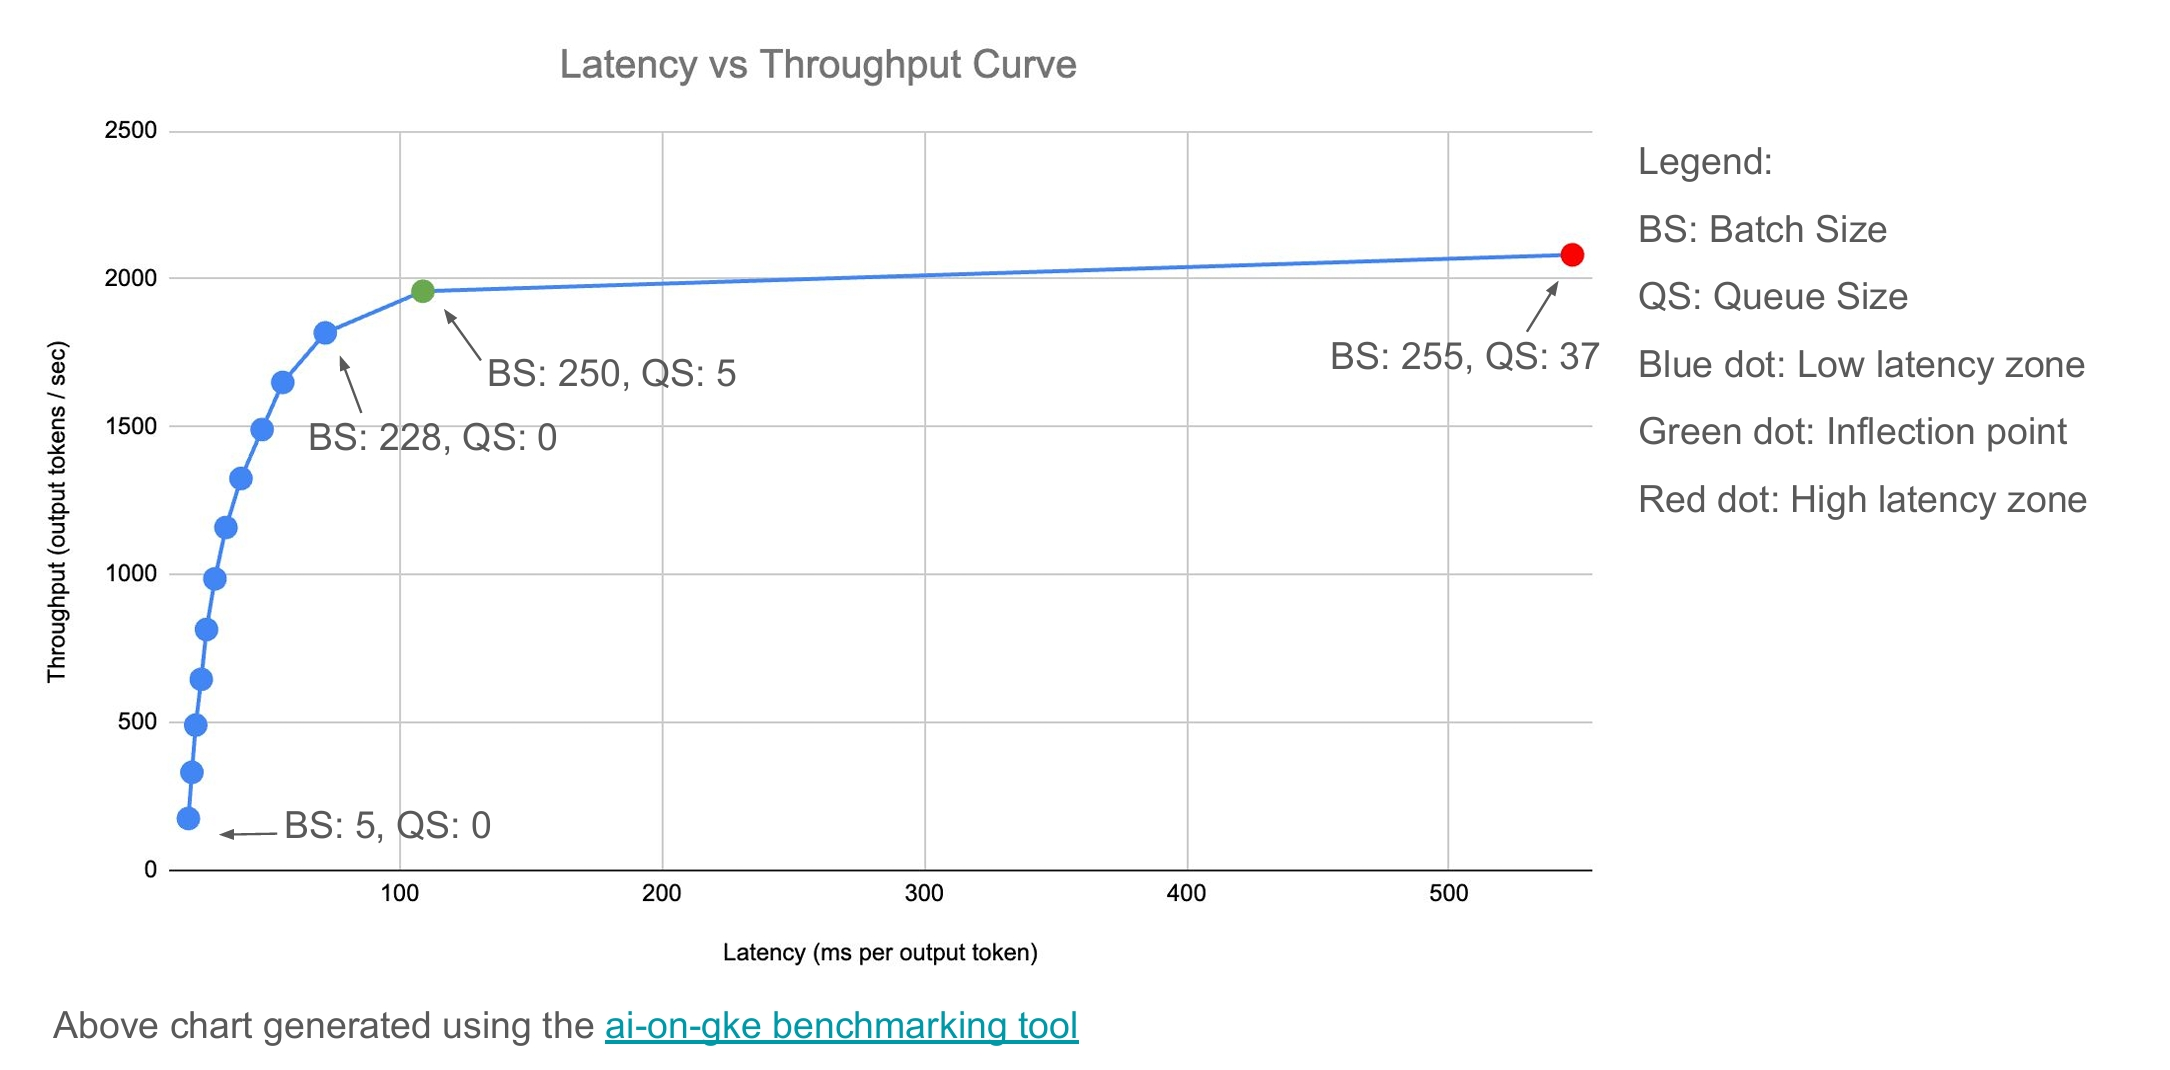 Latency vs Throughput Curve
2500
2000
1500
1000
500
0
Throughput (output tokens / sec)
100
200
300
400
500
Latency (ms per output token)
BS: 5, QS: 0
BS: 228, QS: 0
BS: 250, QS: 5
BS: 255, QS: 37
Legend:
BS: Batch Size
QS: Queue Size
Blue dot: Low latency zone
Green dot: Inflection point
Red dot: High latency zone
Above chart generated using the ai-on-gke benchmarking tool